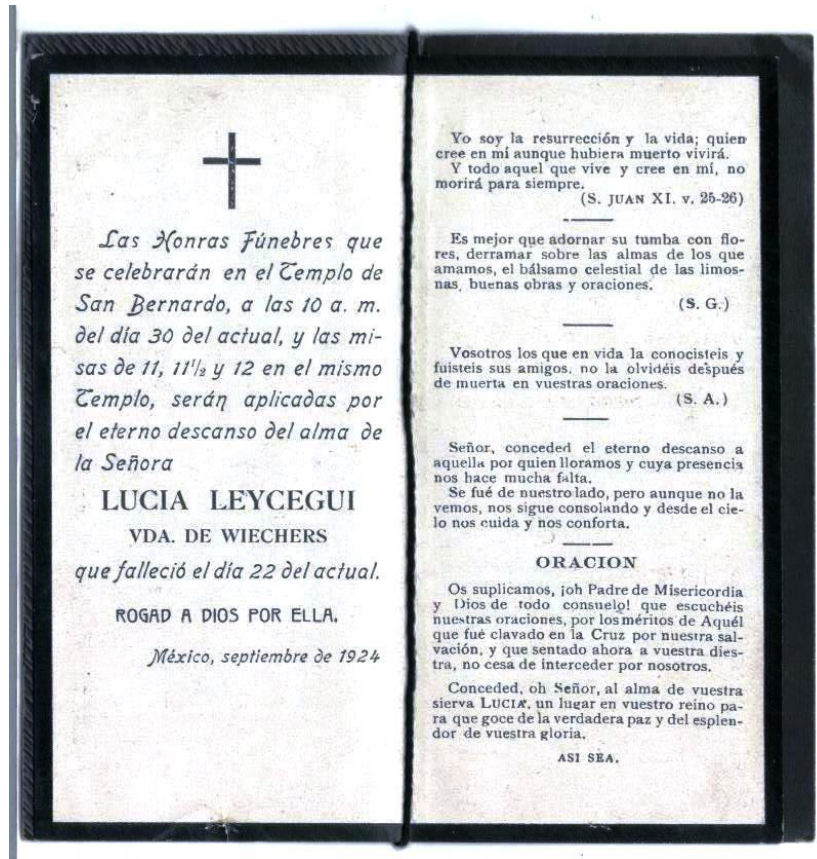 Las Honras Fúnebres que
se celebrarán en el Templo de
San Bernardo, a las 10 a. m.
del día 30 del actual, y las mi-
sas de 11, 11½ y 12 en el mismo
Templo, serán aplicadas por
el eterno descanso del alma de
la Señora
LUCIA LEYCEGUI
VDA. DE WIECHERS
que falleció el día 22 del actual.
ROGAD A DIOS POR ELLA.
México, septiembre de 1924
Yo soy la resurrección y la vida; quien
cree en mí aunque hubiera muerto vivirá.
Y todo aquel que vive y cree en mí, no
morirá para siempre.
(S. JUAN XI. v. 25-26)
Es mejor que adornar su tumba con flo-
res, derramar sobre las almas de los que
amamos, el bálsamo celestial de las limos-
nas, buenas obras y oraciones.
(S. G.)
Vosotros los que en vida la conocisteis y
fuisteis sus amigos, no la olvidéis después
de muerta en vuestras oraciones.
(S. A.)
Señor, conceded el eterno descanso a
aquella por quien lloramos y cuya presencia
nos hace mucha falta.
Se fué de nuestro lado, pero aunque no la
vemos, nos sigue consolando y desde el cie-
lo nos cuida y nos conforta.
ORACION
Os suplicamos, ¡oh Padre de Misericordia
y Dios de todo consuelo! que escuchéis
nuestras oraciones, por los méritos de Aquél
que fué clavado en la Cruz por nuestra sal-
vación, y que sentado ahora a vuestra dies-
tra, no cesa de interceder por nosotros.
Conceded, oh Señor, al alma de vuestra
sierva LUCIA, un lugar en vuestro reino pa-
ra que goce de la verdadera paz y del esplen-
dor de vuestra gloria.
ASI SEA.